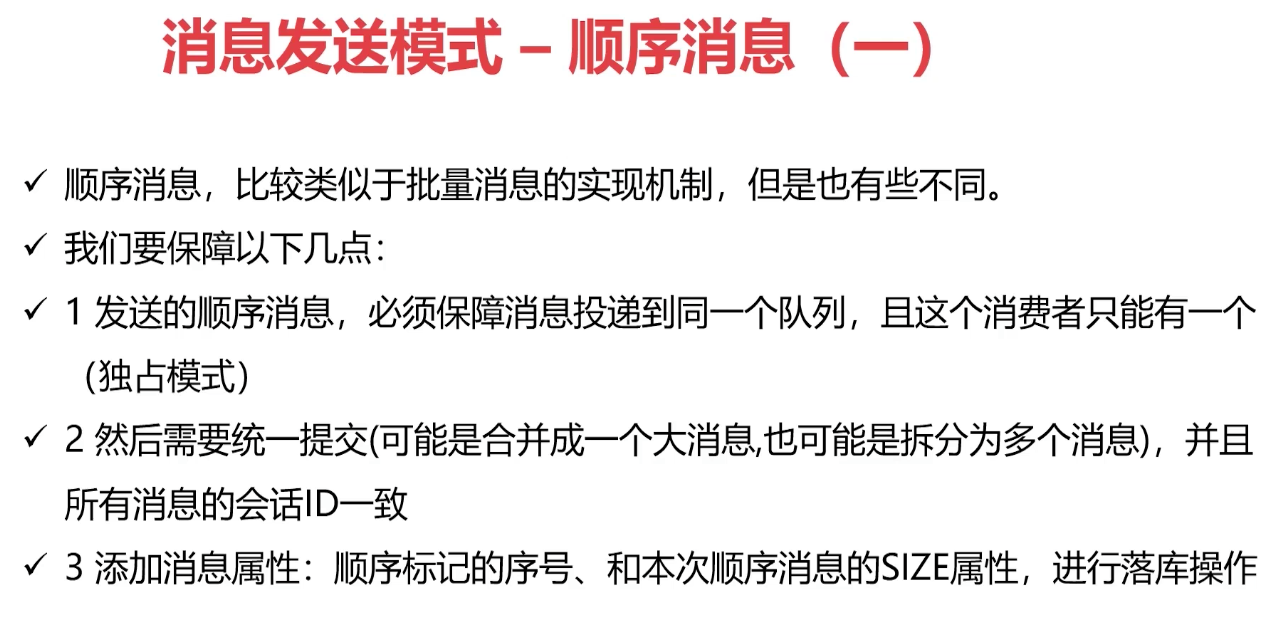 消息发送模式 – 顺序消息（一）
✓ 顺序消息，比较类似于批量消息的实现机制，但是也有些不同。
✓ 我们要保障以下几点：
✓ 1 发送的顺序消息，必须保障消息投递到同一个队列，且这个消费者只能有一个
（独占模式）
✓ 2 然后需要统一提交(可能是合并成一个大消息,也可能是拆分为多个消息)，并且
所有消息的会话ID一致
✓ 3 添加消息属性：顺序标记的序号、和本次顺序消息的SIZE属性，进行落库操作